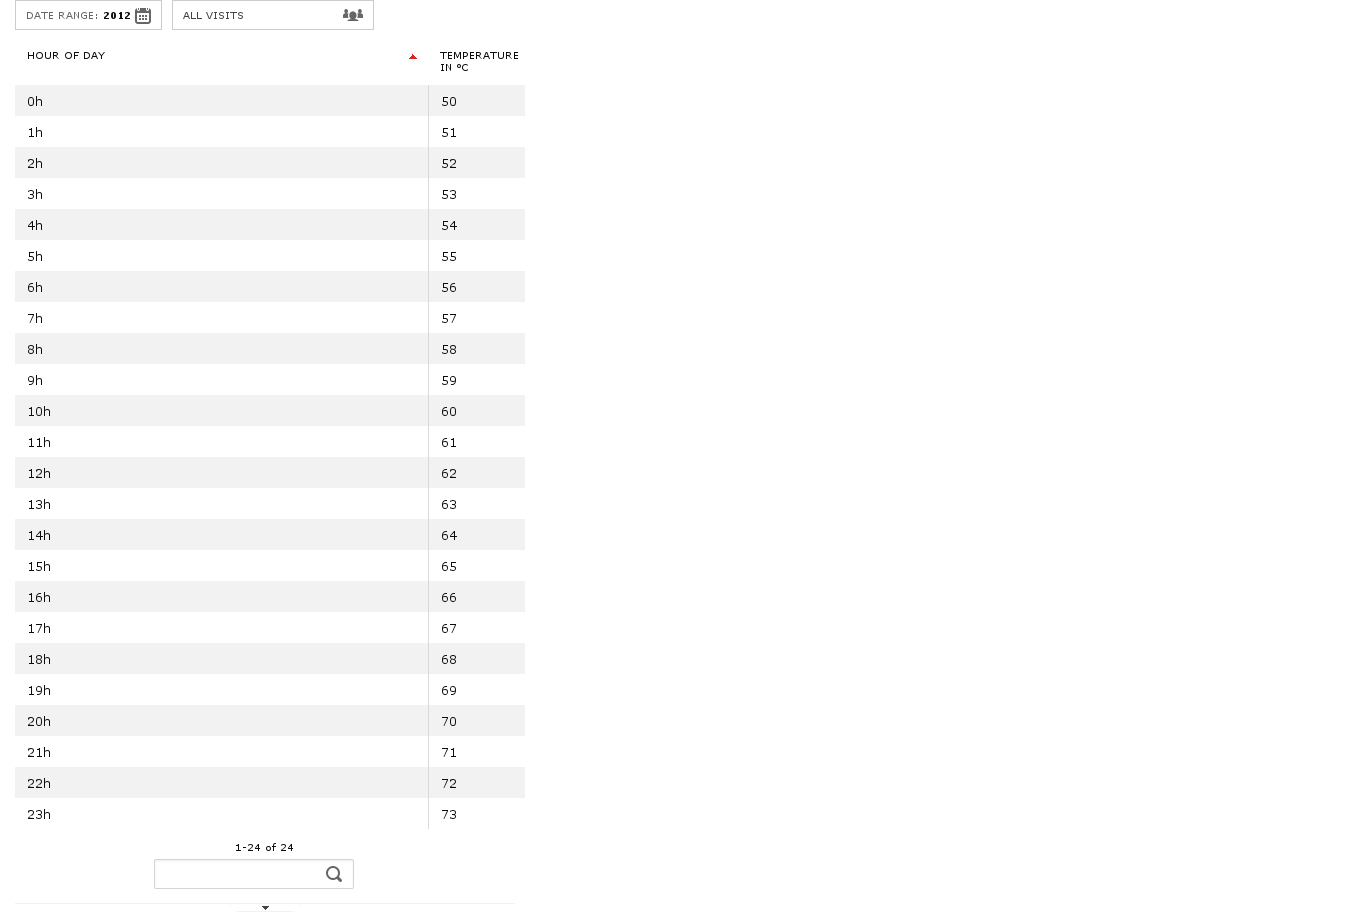 DATE RANGE: 2012
ALL VISITS
HOUR OF DAY
TEMPERATURE
IN °C
0h 50
1h 51
2h 52
3h 53
4h 54
5h 55
6h 56
7h 57
8h 58
9h 59
10h 60
11h 61
12h 62
13h 63
14h 64
15h 65
16h 66
17h 67
18h 68
19h 69
20h 70
21h 71
22h 72
23h 73
1-24 of 24